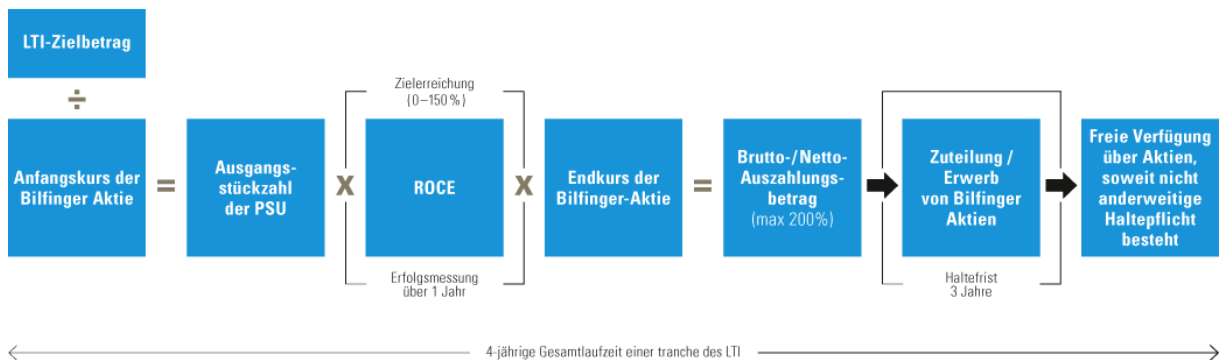 LTI-Zielbetrag
÷
Anfangskurs der
Bilfinger Aktie
=
Ausgangs-
stückzahl
der PSU
x
Zielerreichung
(0–150%)
ROCE
Erfolgsmessung
über 1 Jahr
x
Endkurs der
Bilfinger-Aktie
=
Brutto-/Netto-
Auszahlungs-
betrag
(max 200%)
Zuteilung /
Erwerb
von Bilfinger
Aktien
Haltefrist
3 Jahre
Freie Verfügung
über Aktien,
soweit nicht
anderweitige
Haltepflicht
besteht
4-jährige Gesamtlaufzeit einer tranche des LTI